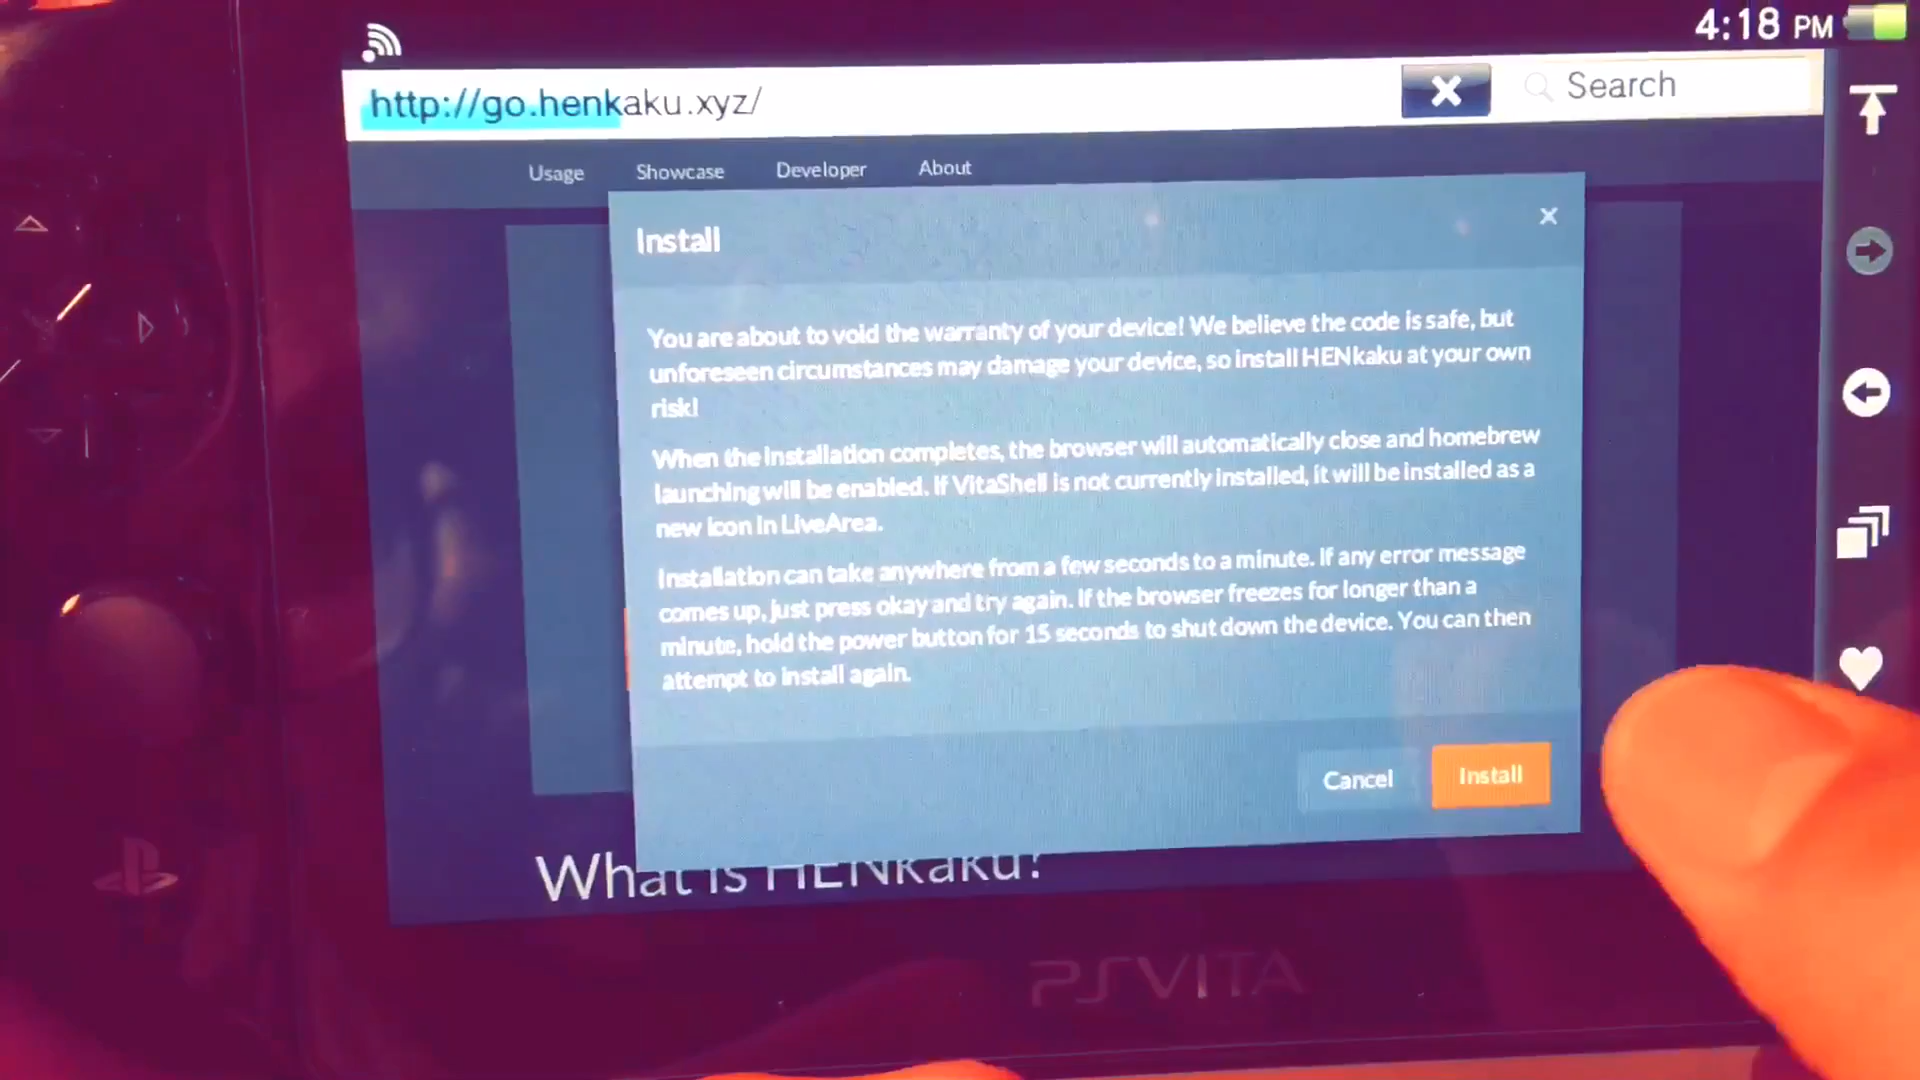 4:18 PM
http://go.henkaku.xyz/
Search
Usage Showcase Developer About
Install
You are about to void the warranty of your device! We believe the code is safe, but
unforeseen circumstances may damage your device, so install HENkaku at your own
risk!
When the installation completes, the browser will automatically close and homebrew
launching will be enabled. If VitaShell is not currently installed, it will be installed as a
new icon in LiveArea.
Installation can take anywhere from a few seconds to a minute. If any error message
comes up, just press okay and try again. If the browser freezes for longer than a
minute, hold the power button for 15 seconds to shut down the device. You can then
attempt to install again.
Cancel Install
What is HENkaku?
PSVITA